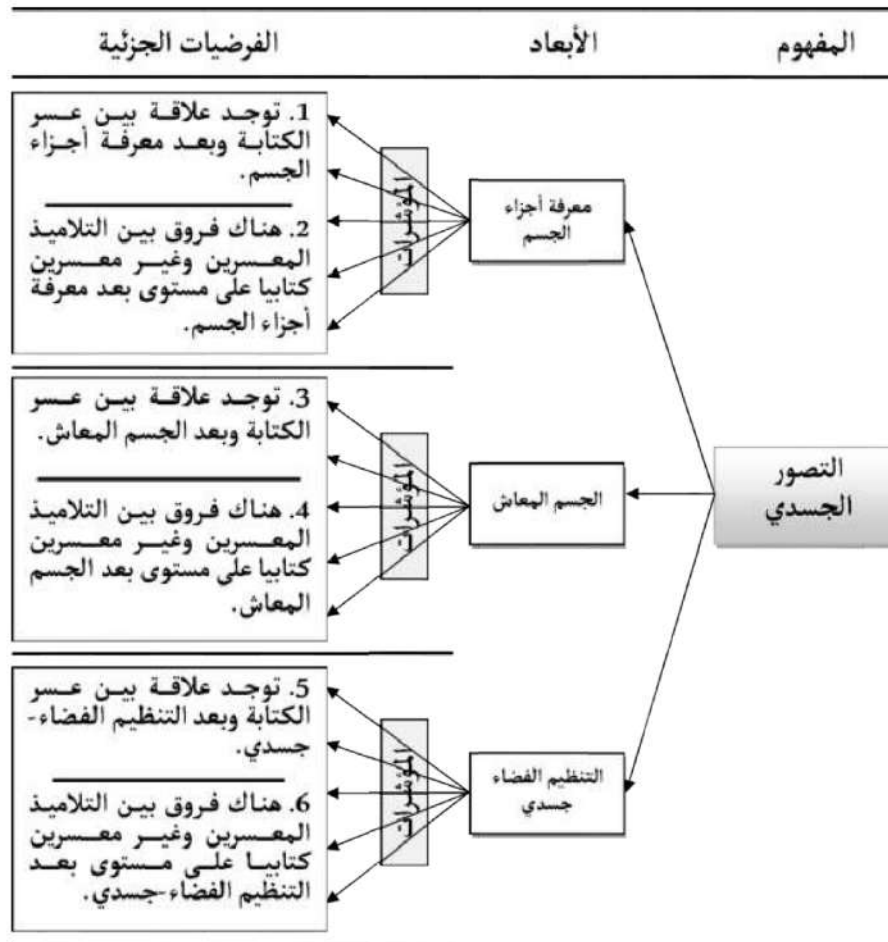 المفهوم
الأبعاد
الفرضيات الجزئية
التصور
الجسدي
معرفة أجزاء
الجسم
المؤشرات
1. توجد علاقة بين عسر
الكتابة وبعد معرفة أجزاء
الجسم.
2. هناك فروق بين التلاميذ
المعسرين وغير معسرين
كتابيا على مستوى بعد معرفة
أجزاء الجسم.
الجسم المعاش
المؤشرات
3. توجد علاقة بين عسر
الكتابة وبعد الجسم المعاش.
4. هناك فروق بين التلاميذ
المعسرين وغير معسرين
كتابيا على مستوى بعد الجسم
المعاش.
التنظيم الفضاء
جسدي
المؤشرات
5. توجد علاقة بين عسر
الكتابة وبعد التنظيم الفضاء-
جسدي.
6. هناك فروق بين التلاميذ
المعسرين وغير معسرين
كتابيا على مستوى بعد
التنظيم الفضاء-جسدي.